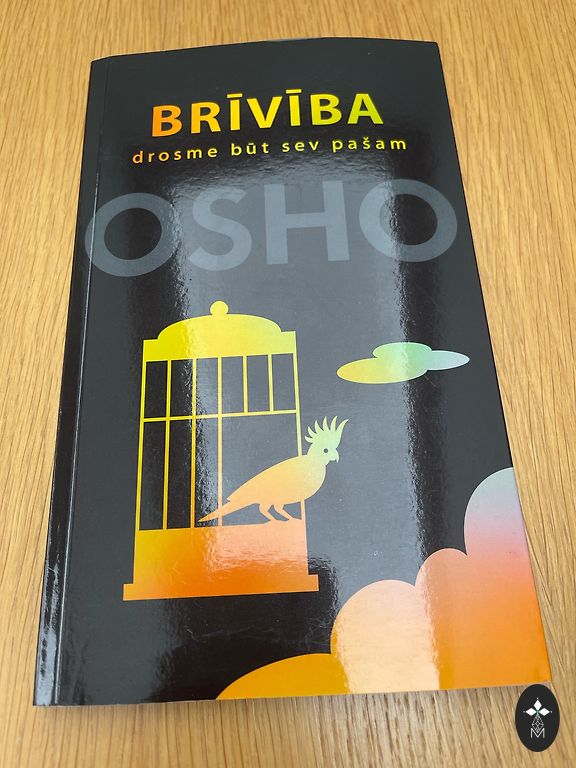 BRĪVĪBA
drosme būt sev pašam
OSHO
M